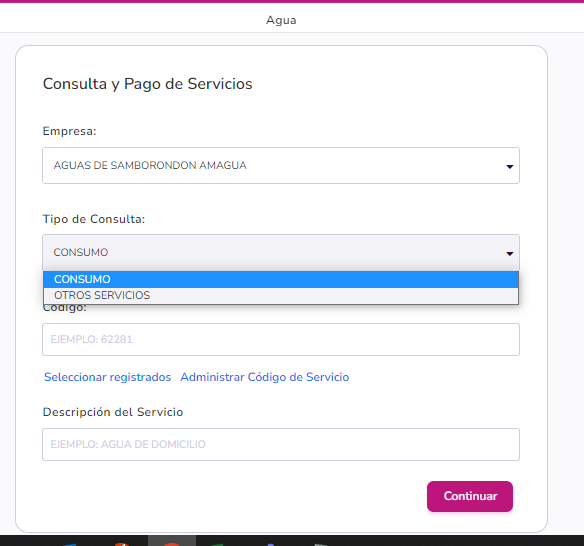 Agua
Consulta y Pago de Servicios
Empresa:
AGUAS DE SAMBORONDON AMAGUA
Tipo de Consulta:
CONSUMO
CONSUMO
OTROS SERVICIOS
Código:
EJEMPLO: 62281
Seleccionar registrados Administrar Código de Servicio
Descripción del Servicio
EJEMPLO: AGUA DE DOMICILIO
Continuar